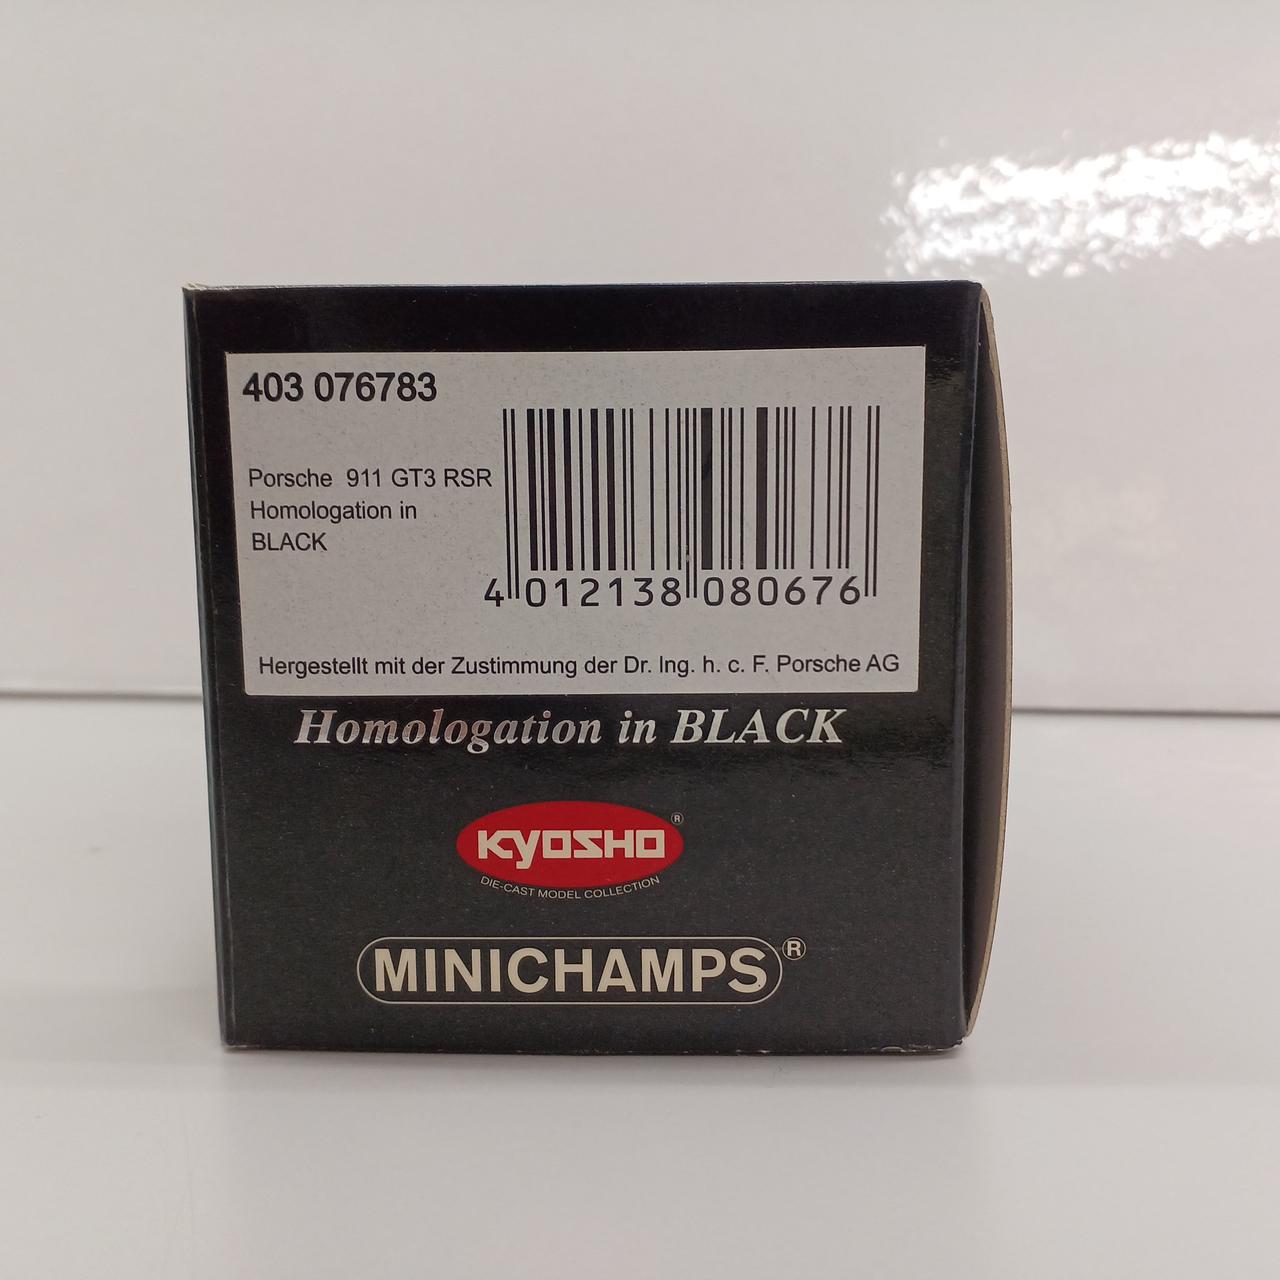 403 076783
Porsche 911 GT3 RSR
Homologation in
BLACK
4 012138 080676
Hergestellt mit der Zustimmung der Dr. Ing. h. c. F. Porsche AG
Homologation in BLACK
KYOSHO ®
DIE-CAST MODEL COLLECTION
MINICHAMPS ®